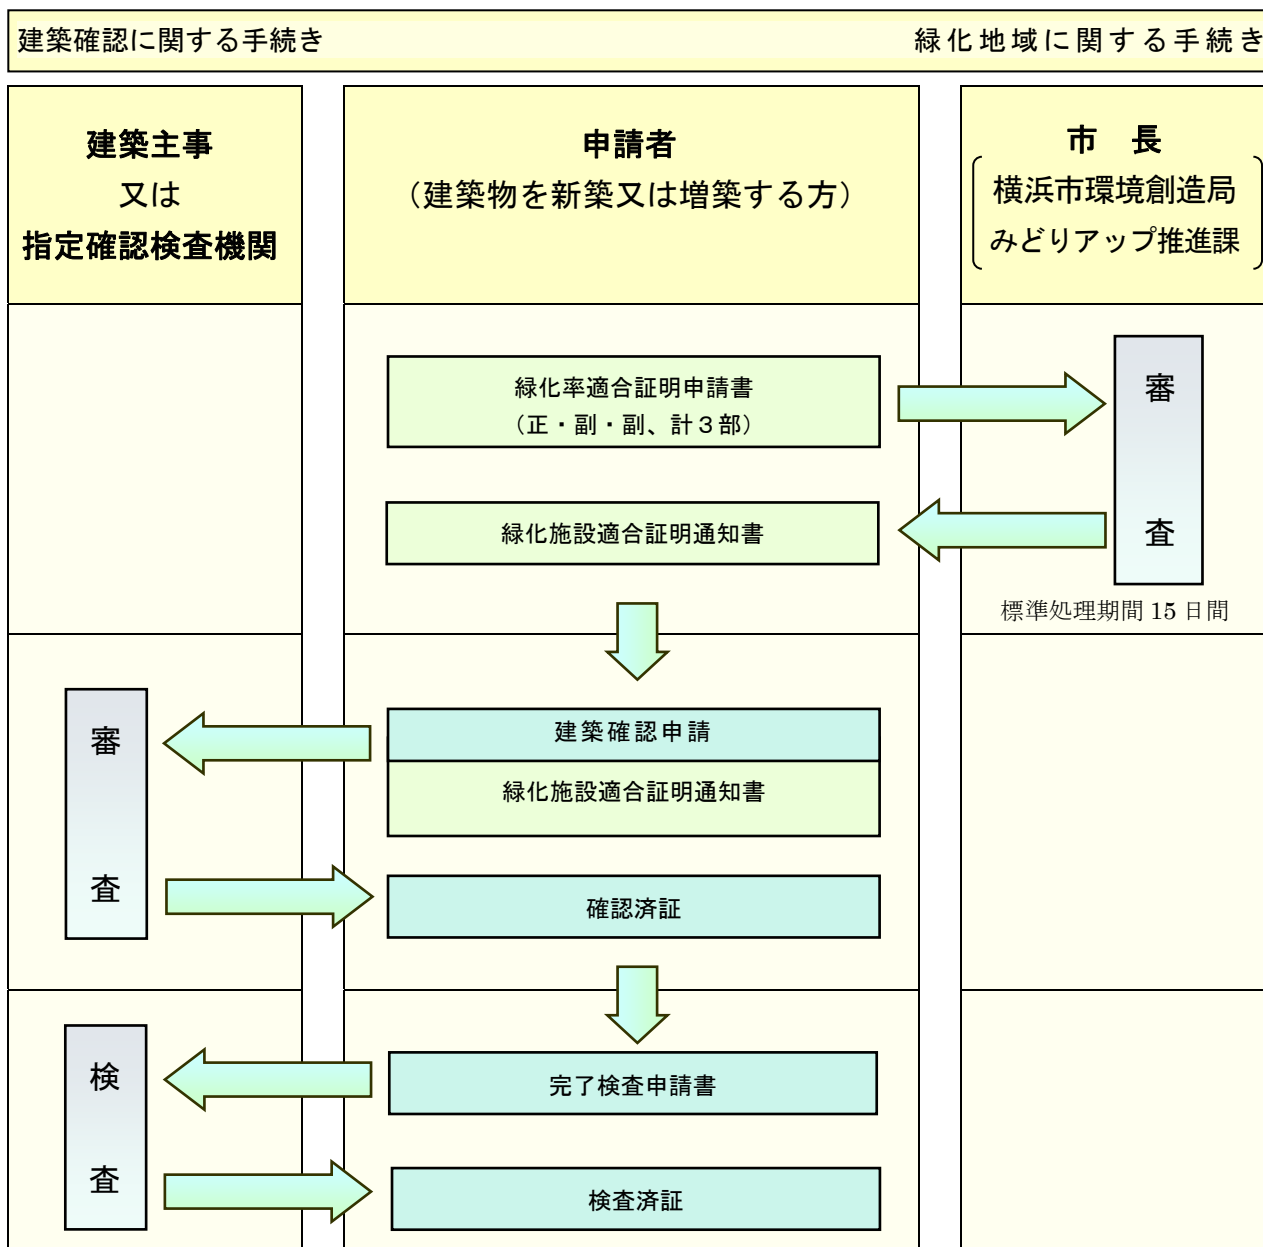 建築確認に関する手続き
緑化地域に関する手続き
建築主事
又は
指定確認検査機関
申請者
（建築物を新築又は増築する方）
市 長
横浜市環境創造局
みどりアップ推進課
緑化率適合証明申請書
（正・副・副、計３部）
審
査
緑化施設適合証明通知書
標準処理期間 15 日間
建築確認申請
緑化施設適合証明通知書
審
査
確認済証
完了検査申請書
検
査
検査済証